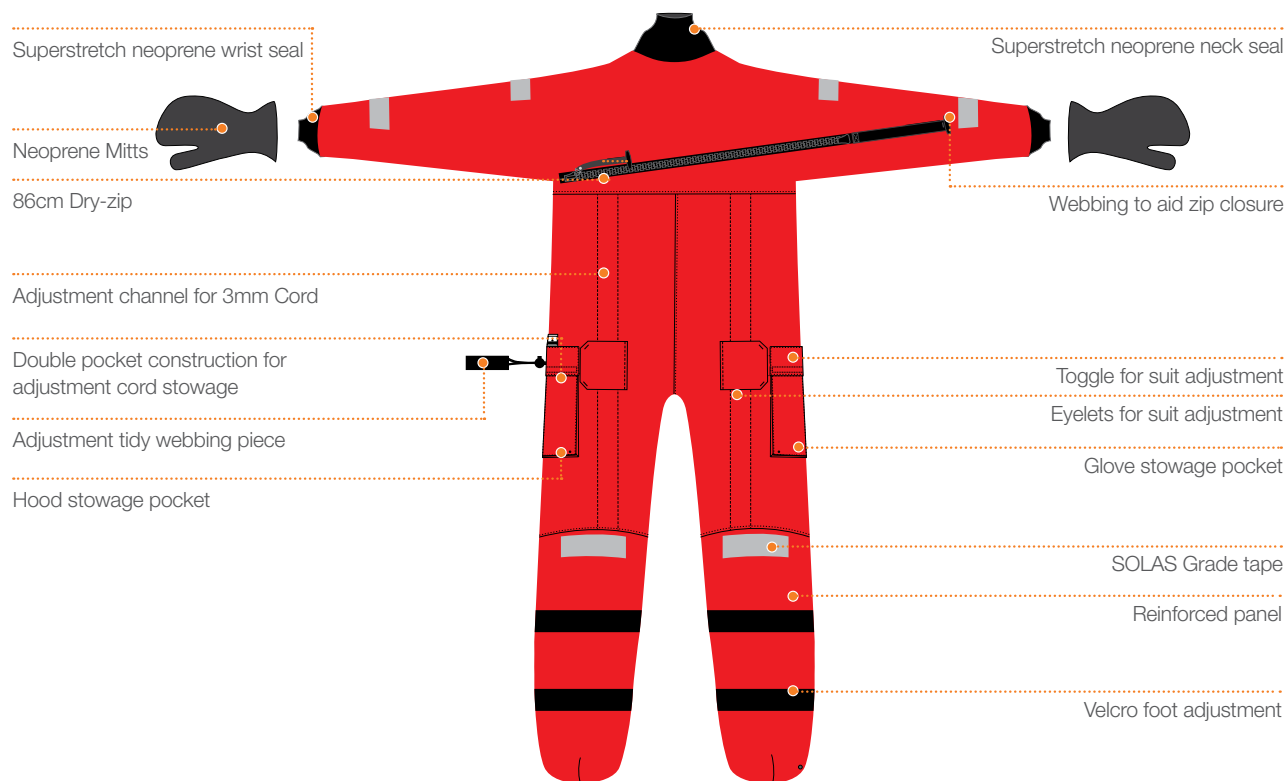 Superstretch neoprene wrist seal
Neoprene Mitts
86cm Dry-zip
Adjustment channel for 3mm Cord
Double pocket construction for
adjustment cord stowage
Adjustment tidy webbing piece
Hood stowage pocket
Superstretch neoprene neck seal
Webbing to aid zip closure
Toggle for suit adjustment
Eyelets for suit adjustment
Glove stowage pocket
SOLAS Grade tape
Reinforced panel
Velcro foot adjustment